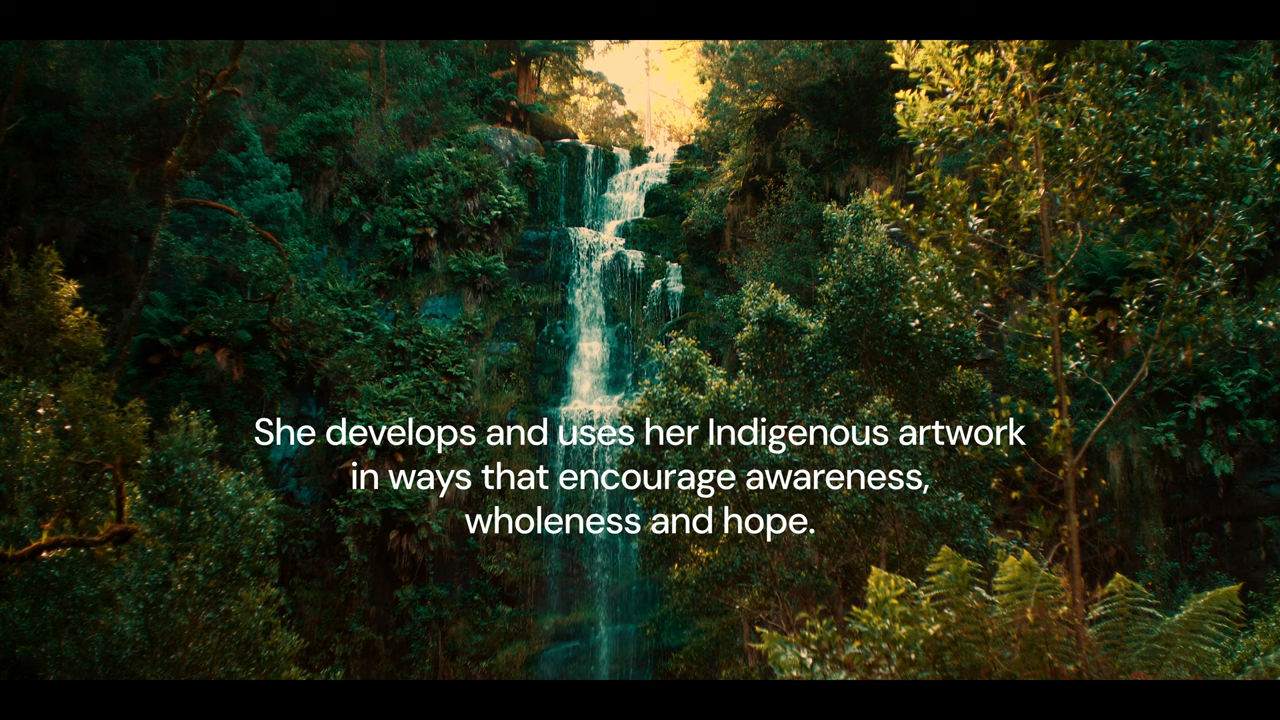 She develops and uses her Indigenous artwork
in ways that encourage awareness,
wholeness and hope.